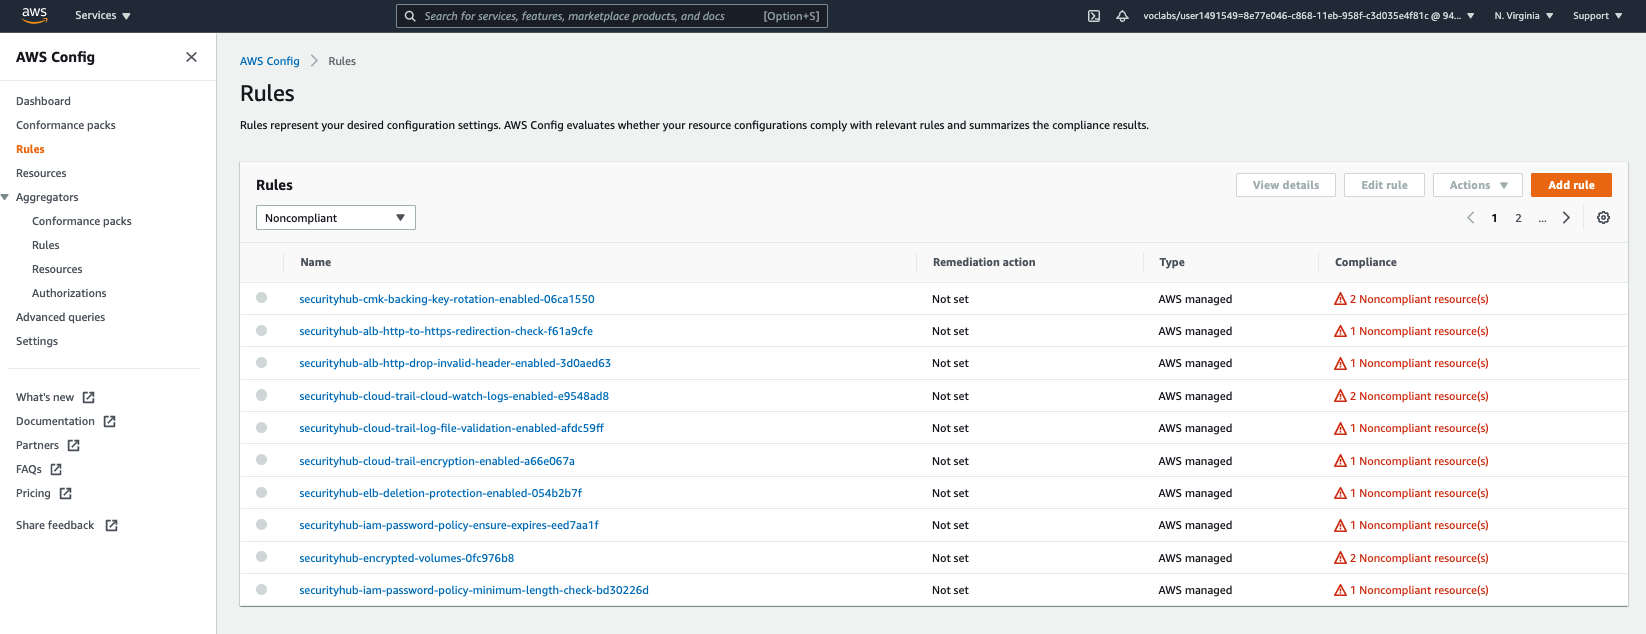 aws Services Search for services, features, marketplace products, and docs [Option+S] voclabs/user1491549=8e77e046-c868-11eb-958f-c3d035e4f81c @ 94... N. Virginia Support
AWS Config
Dashboard
Conformance packs
Rules
Resources
Aggregators
Conformance packs
Rules
Resources
Authorizations
Advanced queries
Settings
What's new
Documentation
Partners
FAQs
Pricing
Share feedback
AWS Config Rules
Rules
Rules represent your desired configuration settings. AWS Config evaluates whether your resource configurations comply with relevant rules and summarizes the compliance results.
Rules View details Edit rule Actions Add rule
Noncompliant 1 2 ...
Name Remediation action Type Compliance
securityhub-cmk-backing-key-rotation-enabled-06ca1550 Not set AWS managed 2 Noncompliant resource(s)
securityhub-alb-http-to-https-redirection-check-f61a9cfe Not set AWS managed 1 Noncompliant resource(s)
securityhub-alb-http-drop-invalid-header-enabled-3d0aed63 Not set AWS managed 1 Noncompliant resource(s)
securityhub-cloud-trail-cloud-watch-logs-enabled-e9548ad8 Not set AWS managed 2 Noncompliant resource(s)
securityhub-cloud-trail-log-file-validation-enabled-afdc59ff Not set AWS managed 1 Noncompliant resource(s)
securityhub-cloud-trail-encryption-enabled-a66e067a Not set AWS managed 1 Noncompliant resource(s)
securityhub-elb-deletion-protection-enabled-054b2b7f Not set AWS managed 1 Noncompliant resource(s)
securityhub-iam-password-policy-ensure-expires-eed7aa1f Not set AWS managed 1 Noncompliant resource(s)
securityhub-encrypted-volumes-0fc976b8 Not set AWS managed 2 Noncompliant resource(s)
securityhub-iam-password-policy-minimum-length-check-bd30226d Not set AWS managed 1 Noncompliant resource(s)